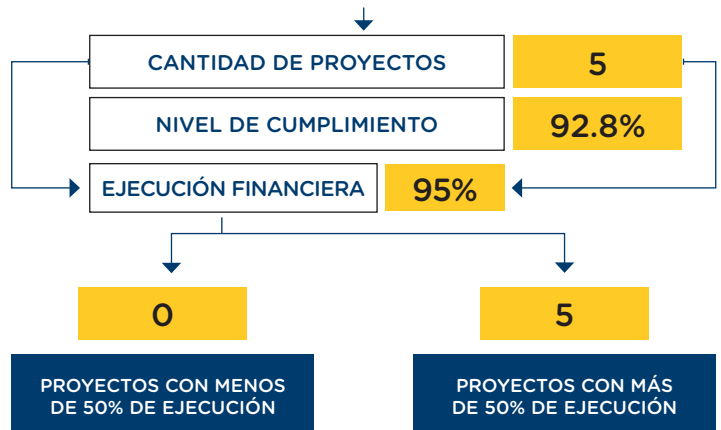 CANTIDAD DE PROYECTOS
5
NIVEL DE CUMPLIMIENTO
92.8%
EJECUCIÓN FINANCIERA
95%
0
5
PROYECTOS CON MENOS
DE 50% DE EJECUCIÓN
PROYECTOS CON MÁS
DE 50% DE EJECUCIÓN